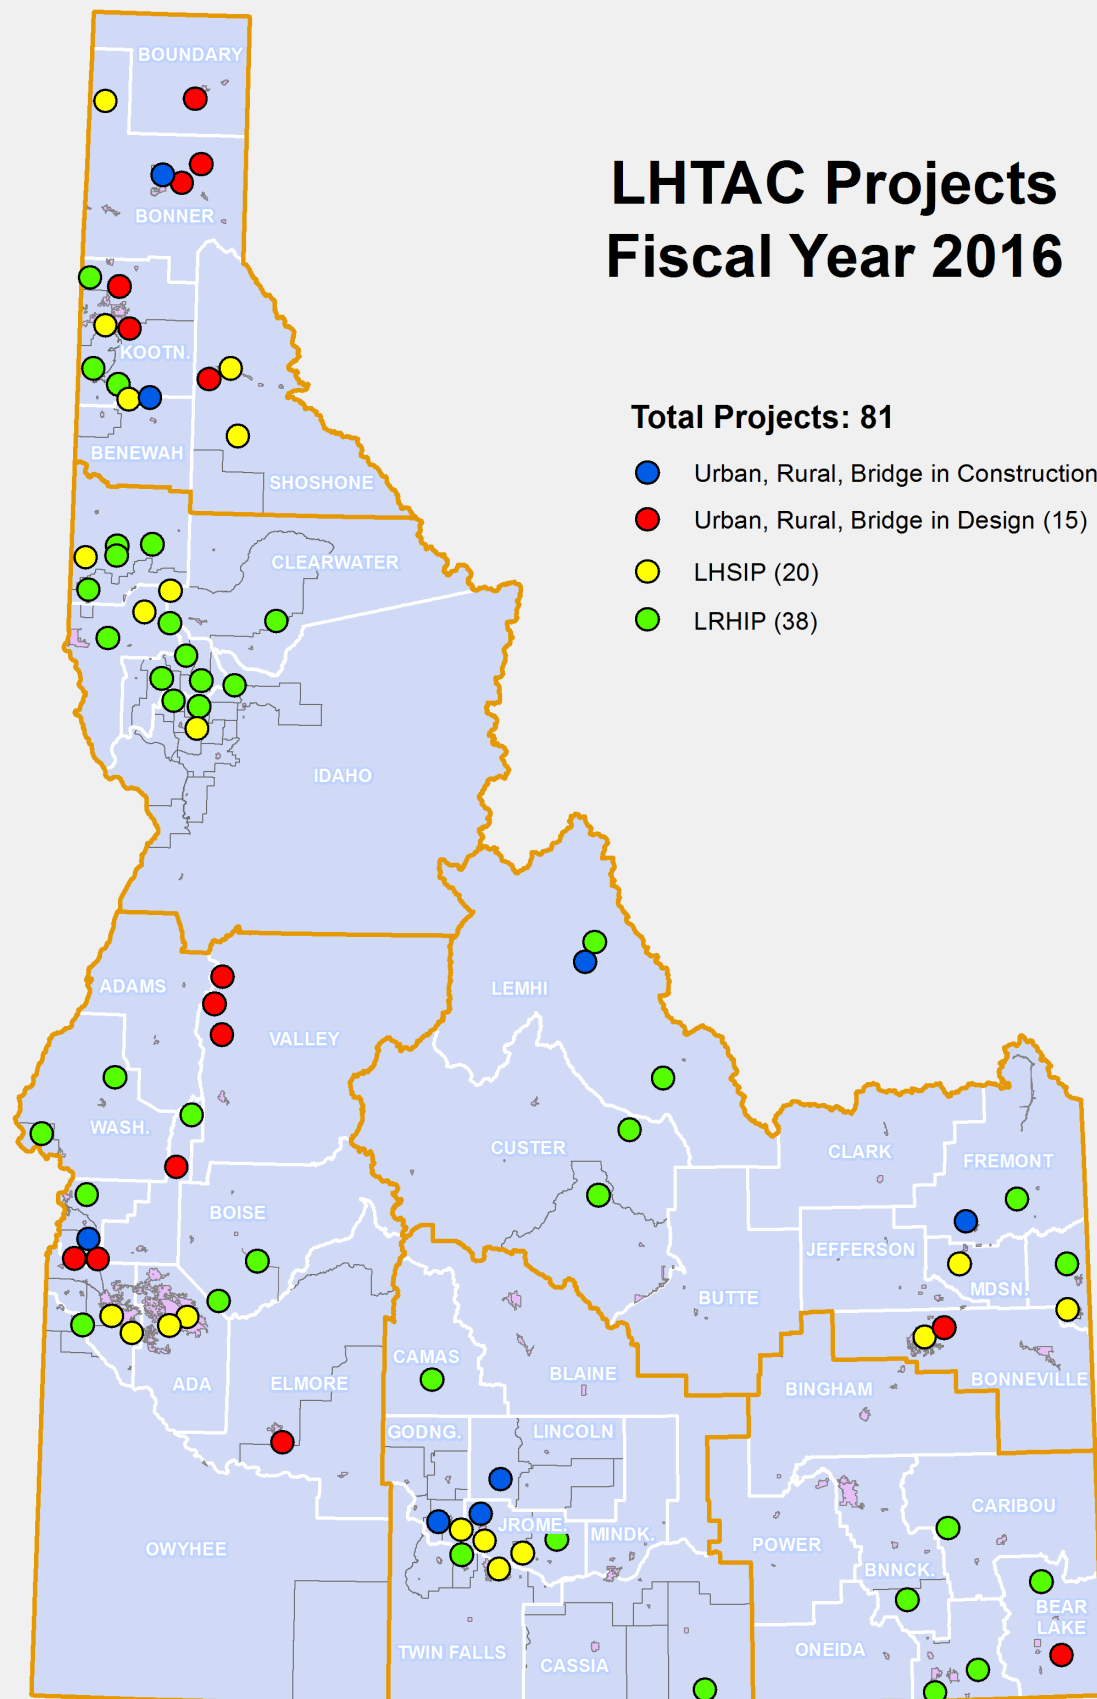 LHTAC Projects
Fiscal Year 2016
Total Projects: 81
Urban, Rural, Bridge in Construction
Urban, Rural, Bridge in Design (15)
LHSIP (20)
LRHIP (38)
BOUNDARY
BONNER
KOOTN.
BENEWAH
SHOSHONE
CLEARWATER
IDAHO
ADAMS
LEMHI
VALLEY
WASH.
CUSTER
CLARK
FREMONT
BOISE
JEFFERSON
MDSN.
BUTTE
CAMAS
BLAINE
ADA
ELMORE
BINGHAM
BONNEVILLE
GODNG.
LINCOLN
CARIBOU
JROME.
MINDK.
OWYHEE
POWER
BNNCK.
BEAR
LAKE
TWIN FALLS
CASSIA
ONEIDA